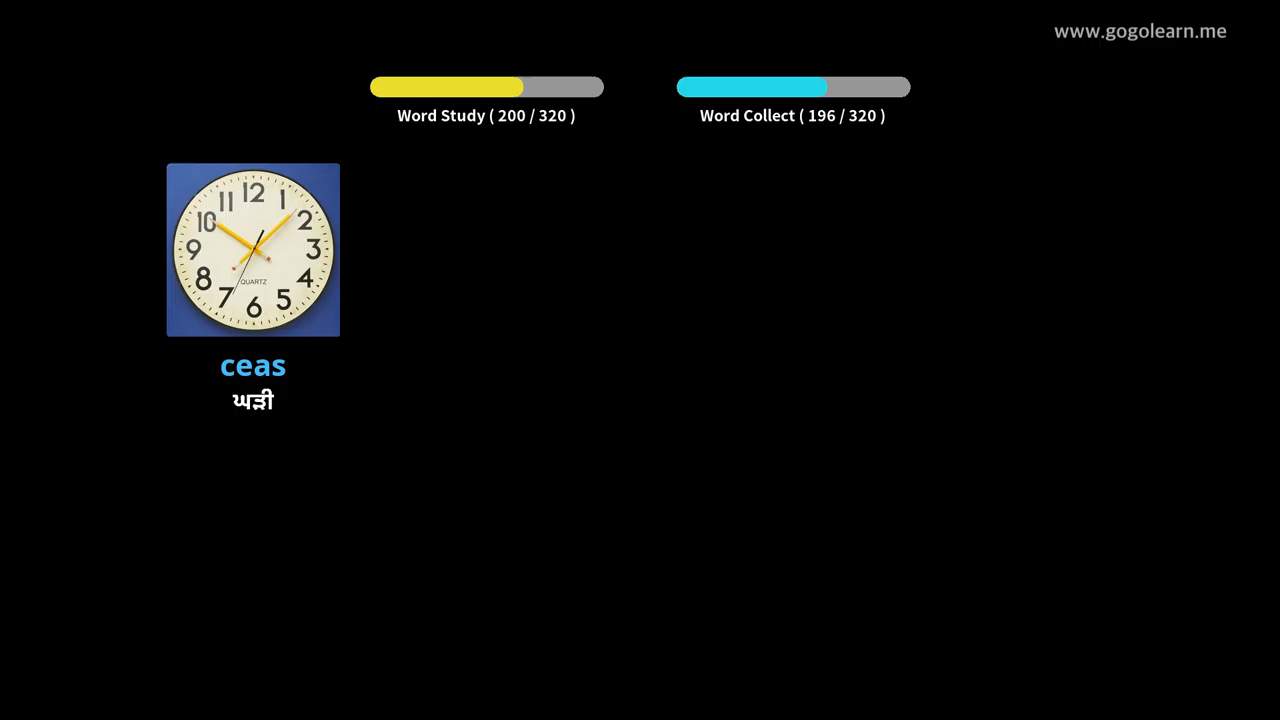 www.gogolearn.me
Word Study ( 200 / 320 )
Word Collect ( 196 / 320 )
12
11
1
10
2
9
3
8
4
QUARTZ
7
5
6
ceas
ਘੜੀ